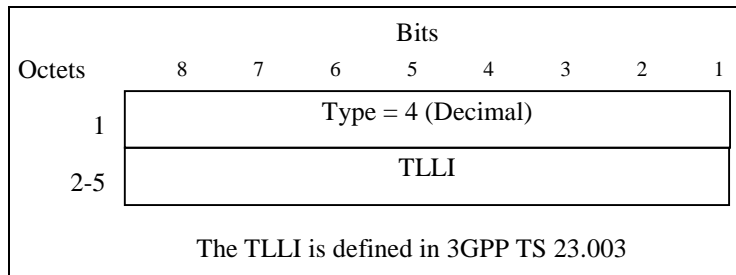 Bits
Octets 8 7 6 5 4 3 2 1
1 Type = 4 (Decimal)
2-5 TLLI
The TLLI is defined in 3GPP TS 23.003